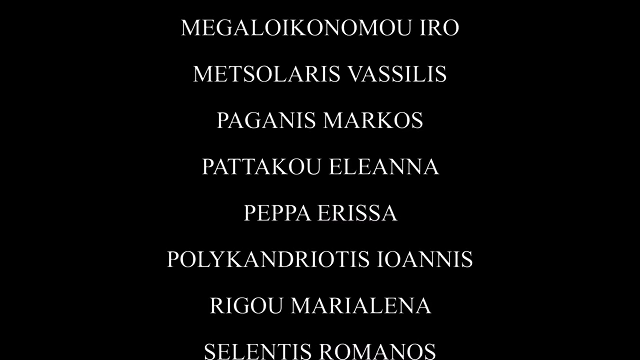 MEGALOIKONOMOU IRO
METSOLARIS VASSILIS
PAGANIS MARKOS
PATTAKOU ELEANNA
PEPPA ERISSA
POLYKANDRIOTIS IOANNIS
RIGOU MARIALENA
SELENTIS ROMANOS